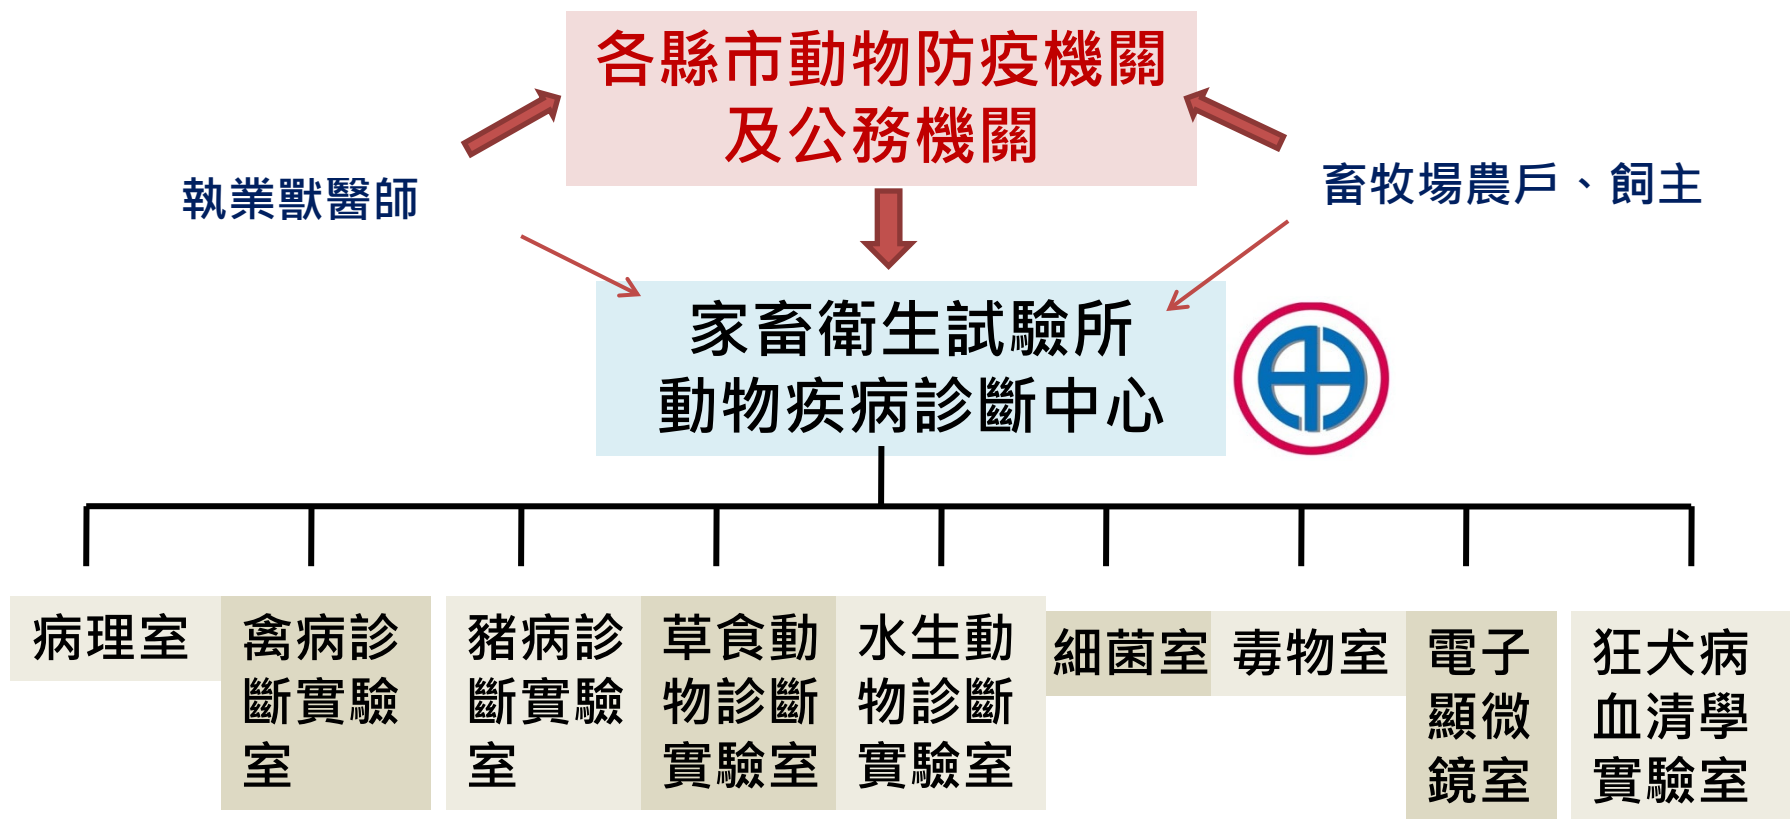 各縣市動物防疫機關
及公務機關
執業獸醫師
畜牧場農戶、飼主
家畜衛生試驗所
動物疾病診斷中心
病理室
禽病診
斷實驗
室
豬病診
斷實驗
室
草食動
物診斷
實驗室
水生動
物診斷
實驗室
細菌室
毒物室
電子
顯微
鏡室
狂犬病
血清學
實驗室